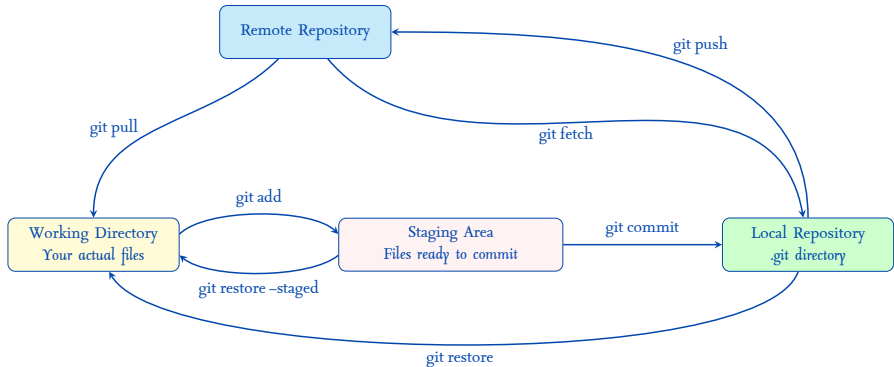 Remote Repository
git push
git pull
git fetch
git add
Working Directory
Your actual files
Staging Area
Files ready to commit
git commit
Local Repository
.git directory
git restore –staged
git restore